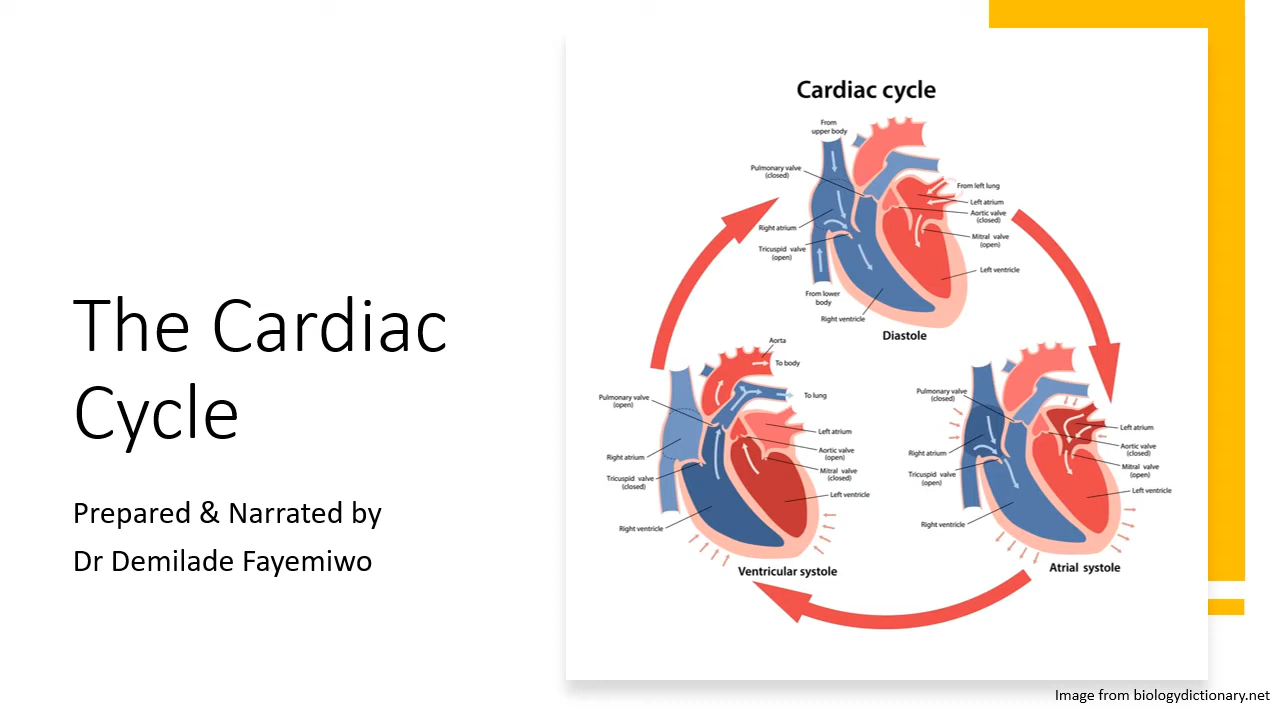 The Cardiac
Cycle
Prepared & Narrated by
Dr Demilade Fayemiwo
Cardiac cycle
From
upper body
Pulmonary valve
(closed)
From left lung
Left atrium
Aortic valve
(closed)
Right atrium
Mitral valve
(open)
Tricuspid valve
(open)
Left ventricle
From lower
body
Right ventricle
Diastole
Aorta
To body
Pulmonary valve
(open)
To lung
Left atrium
Right atrium
Aortic valve
(open)
Mitral valve
(closed)
Tricuspid valve
(closed)
Left ventricle
Right ventricle
Ventricular systole
Pulmonary valve
(closed)
Left atrium
Aortic valve
(closed)
Right atrium
Mitral valve
(open)
Tricuspid valve
(open)
Left ventricle
Right ventricle
Atrial systole
Image from biologydictionary.net